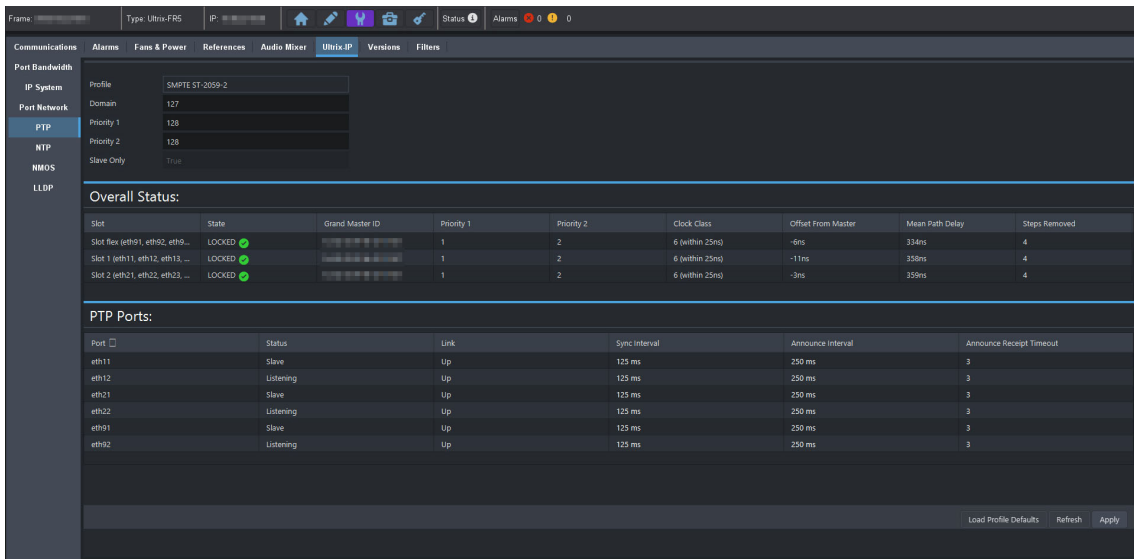 Frame: Type: Ultrix-FR5 IP: Status Alarms 0 0
Communications Alarms Fans & Power References Audio Mixer Ultrix-IP Versions Filters
Port Bandwidth
IP System
Port Network
PTP
NTP
NMOS
LLDP
Profile SMPTE ST-2059-2
Domain 127
Priority 1 128
Priority 2 128
Slave Only True
Overall Status:
Slot State Grand Master ID Priority 1 Priority 2 Clock Class Offset From Master Mean Path Delay Steps Removed
Slot flex (eth91, eth92, eth9... LOCKED 1 2 6 (within 25ns) -6ns 334ns 4
Slot 1 (eth11, eth12, eth13, ... LOCKED 1 2 6 (within 25ns) -11ns 358ns 4
Slot 2 (eth21, eth22, eth23, ... LOCKED 1 2 6 (within 25ns) -3ns 359ns 4
PTP Ports:
Port Status Link Sync Interval Announce Interval Announce Receipt Timeout
eth11 Slave Up 125 ms 250 ms 3
eth12 Listening Up 125 ms 250 ms 3
eth21 Slave Up 125 ms 250 ms 3
eth22 Listening Up 125 ms 250 ms 3
eth91 Slave Up 125 ms 250 ms 3
eth92 Listening Up 125 ms 250 ms 3
Load Profile Defaults Refresh Apply